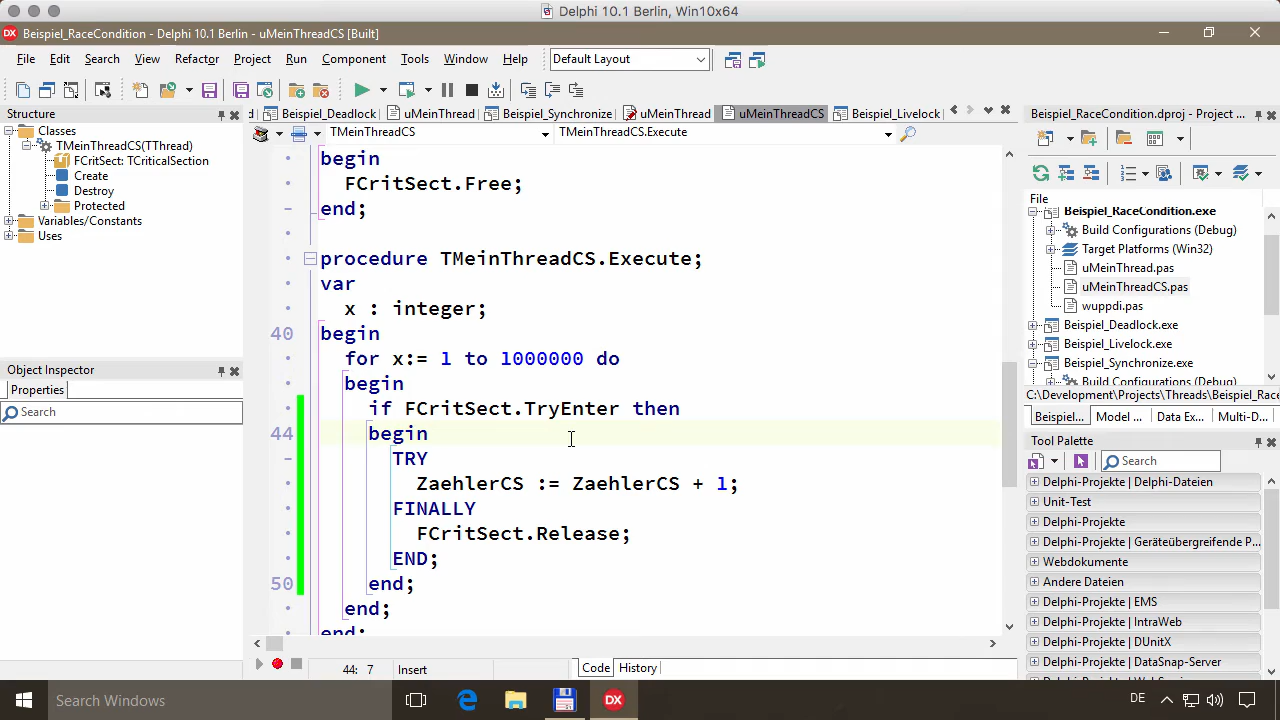 Delphi 10.1 Berlin, Win10x64
DX Beispiel_RaceCondition - Delphi 10.1 Berlin - uMeinThreadCS [Built]
File Edit Search View Refactor Project Run Component Tools Window Help Default Layout
Structure
Classes
TMeinThreadCS(TThread)
FCritSect: TCriticalSection
Create
Destroy
Protected
Variables/Constants
Uses
Object Inspector
Properties
Search
Beispiel_Deadlock uMeinThread Beispiel_Synchronize uMeinThread uMeinThreadCS Beispiel_Livelock
TMeinThreadCS TMeinThreadCS.Execute
begin
FCritSect.Free;
end;
procedure TMeinThreadCS.Execute;
var
x : integer;
40 begin
for x:= 1 to 1000000 do
begin
if FCritSect.TryEnter then
44 begin
TRY
ZaehlerCS := ZaehlerCS + 1;
FINALLY
FCritSect.Release;
END;
50 end;
end;
end;
44: 7 Insert Code History
Beispiel_RaceCondition.dproj - Project ...
File
Beispiel_RaceCondition.exe
Build Configurations (Debug)
Target Platforms (Win32)
uMeinThread.pas
uMeinThreadCS.pas
wuppdi.pas
Beispiel_Deadlock.exe
Beispiel_Livelock.exe
Beispiel_Synchronize.exe
Build Configurations (Debug)
C:\Development\Projects\Threads\Beispiel_Race
Beispiel... Model ... Data Ex... Multi-D...
Tool Palette
Search
Delphi-Projekte | Delphi-Dateien
Unit-Test
Delphi-Projekte
Delphi-Projekte | Geräteübergreifende P...
Webdokumente
Andere Dateien
Delphi-Projekte | EMS
Delphi-Projekte | IntraWeb
Delphi-Projekte | DUnitX
Delphi-Projekte | DataSnap-Server
Search Windows DX DE